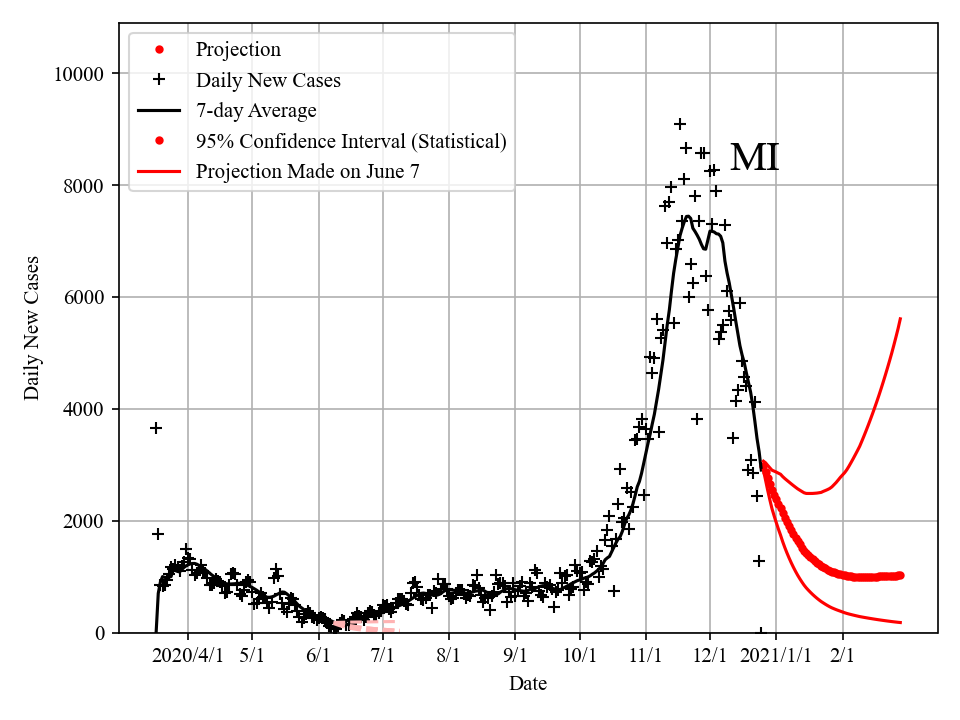 Projection
Daily New Cases
7-day Average
95% Confidence Interval (Statistical)
Projection Made on June 7
MI
10000
8000
6000
4000
2000
0
Daily New Cases
2020/4/1 5/1 6/1 7/1 8/1 9/1 10/1 11/1 12/1 2021/1/1 2/1
Date